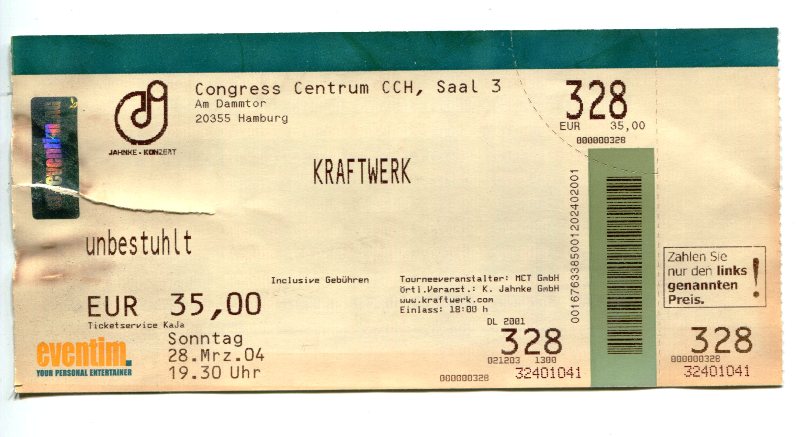 Congress Centrum CCH, Saal 3
Am Dammtor
20355 Hamburg
JAHNKE - KONZERT
eventim
KRAFTWERK
unbestuhlt
Inclusive Gebühren
EUR 35,00
Ticketservice KaJa
Sonntag
28.Mrz.04
19.30 Uhr
eventim.
YOUR PERSONAL ENTERTAINER
Tourneeveranstalter: MCT GmbH
örtl.Veranst.: K. Jahnke GmbH
www.kraftwerk.com
Einlass: 18:00 h
DL 2001
328
021203 1300
000000328
32401041
328
EUR 35,00
000000328
0016763385001202402001
Zahlen Sie
nur den links
genannten
Preis. !
328
000000328
32401041